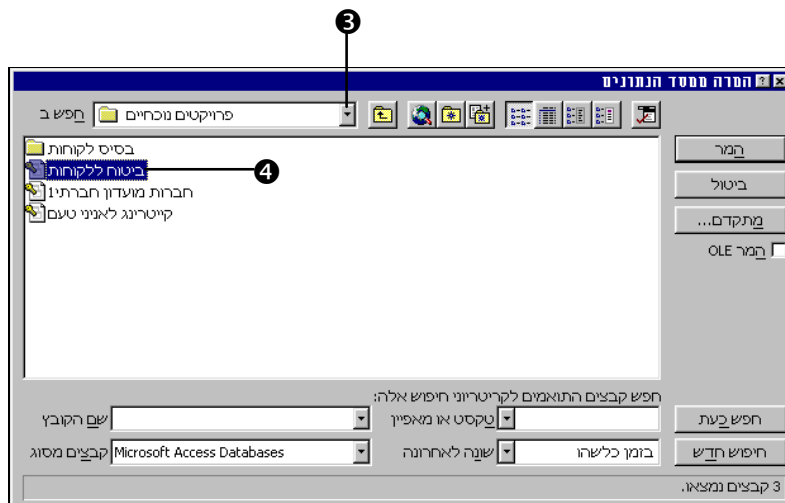 ❸
המרה ממסד הנתונים
חפש ב פרויקטים נוכחיים
בסיס לקוחות
ביטוח ללקוחות ❹
חברות מועדון חברתי1
קייטרינג לאניני טעם
המר
ביטול
מתקדם...
המר OLE
חפש קבצים התואמים לקריטריוני חיפוש אלה:
שם הקובץ טקסט או מאפיין חפש כעת
קבצים מסוג Microsoft Access Databases שונה לאחרונה בזמן כלשהו חיפוש חדש
3 קבצים נמצאו.